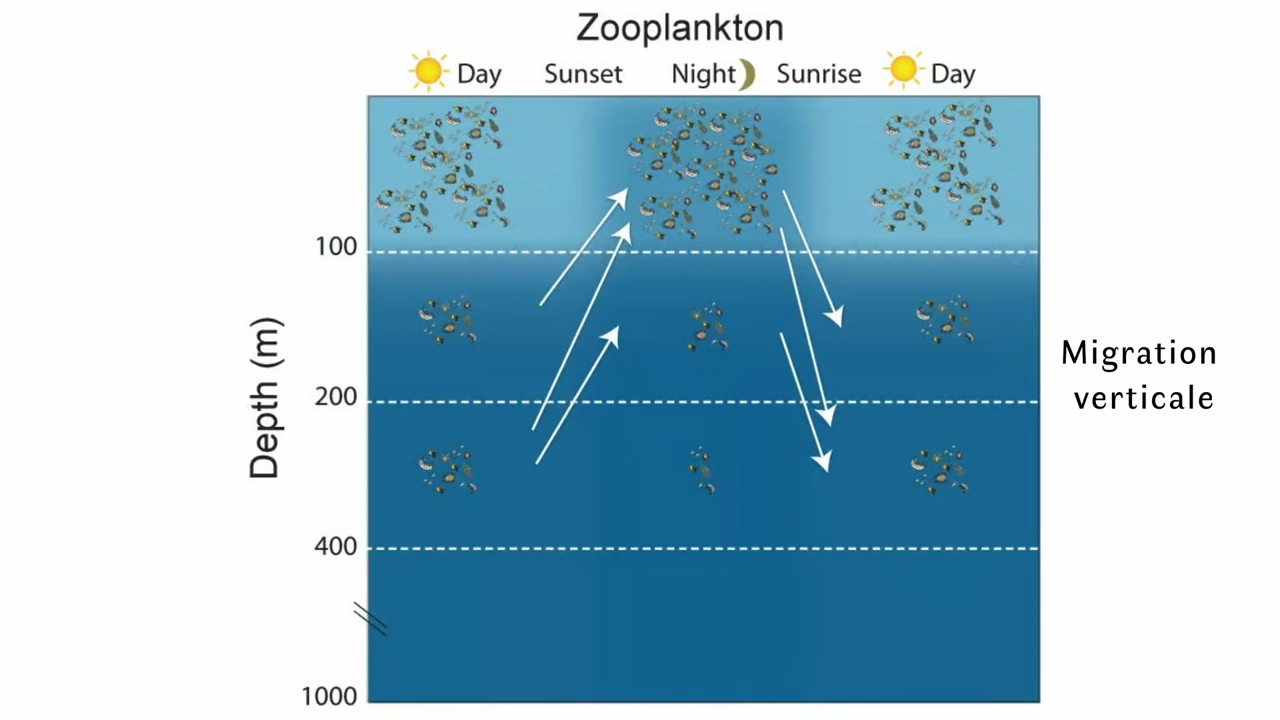 Zooplankton
Day Sunset Night Sunrise Day
100
200
400
1000
Depth (m)
Migration
verticale